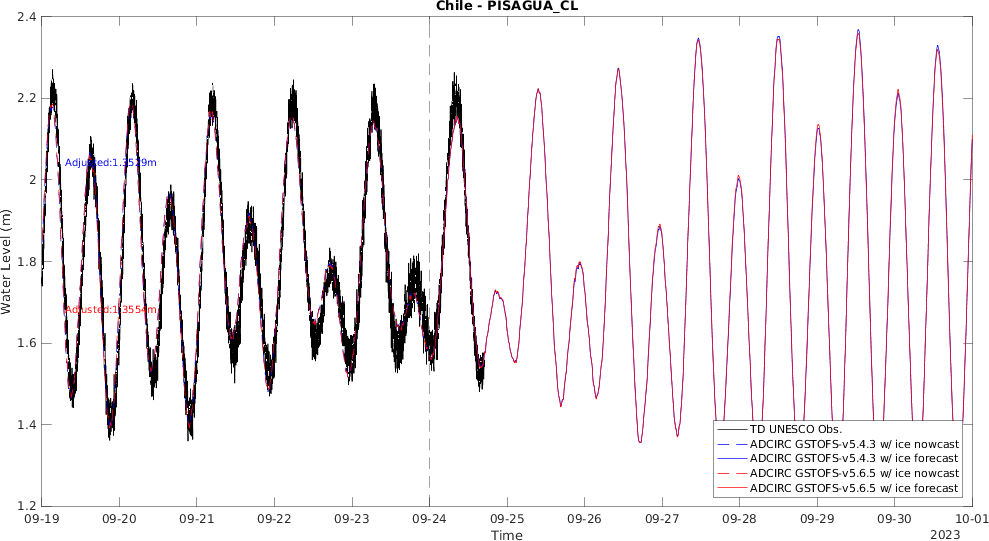 Chile - PISAGUA_CL
2.4
2.2
2
1.8
1.6
1.4
1.2
Water Level (m)
Adjusted:1.3529m
Adjusted:1.3554m
TD UNESCO Obs.
ADCIRC GSTOFS-v5.4.3 w/ ice nowcast
ADCIRC GSTOFS-v5.4.3 w/ ice forecast
ADCIRC GSTOFS-v5.6.5 w/ ice nowcast
ADCIRC GSTOFS-v5.6.5 w/ ice forecast
09-19 09-20 09-21 09-22 09-23 09-24 09-25 09-26 09-27 09-28 09-29 09-30 10-01
Time
2023